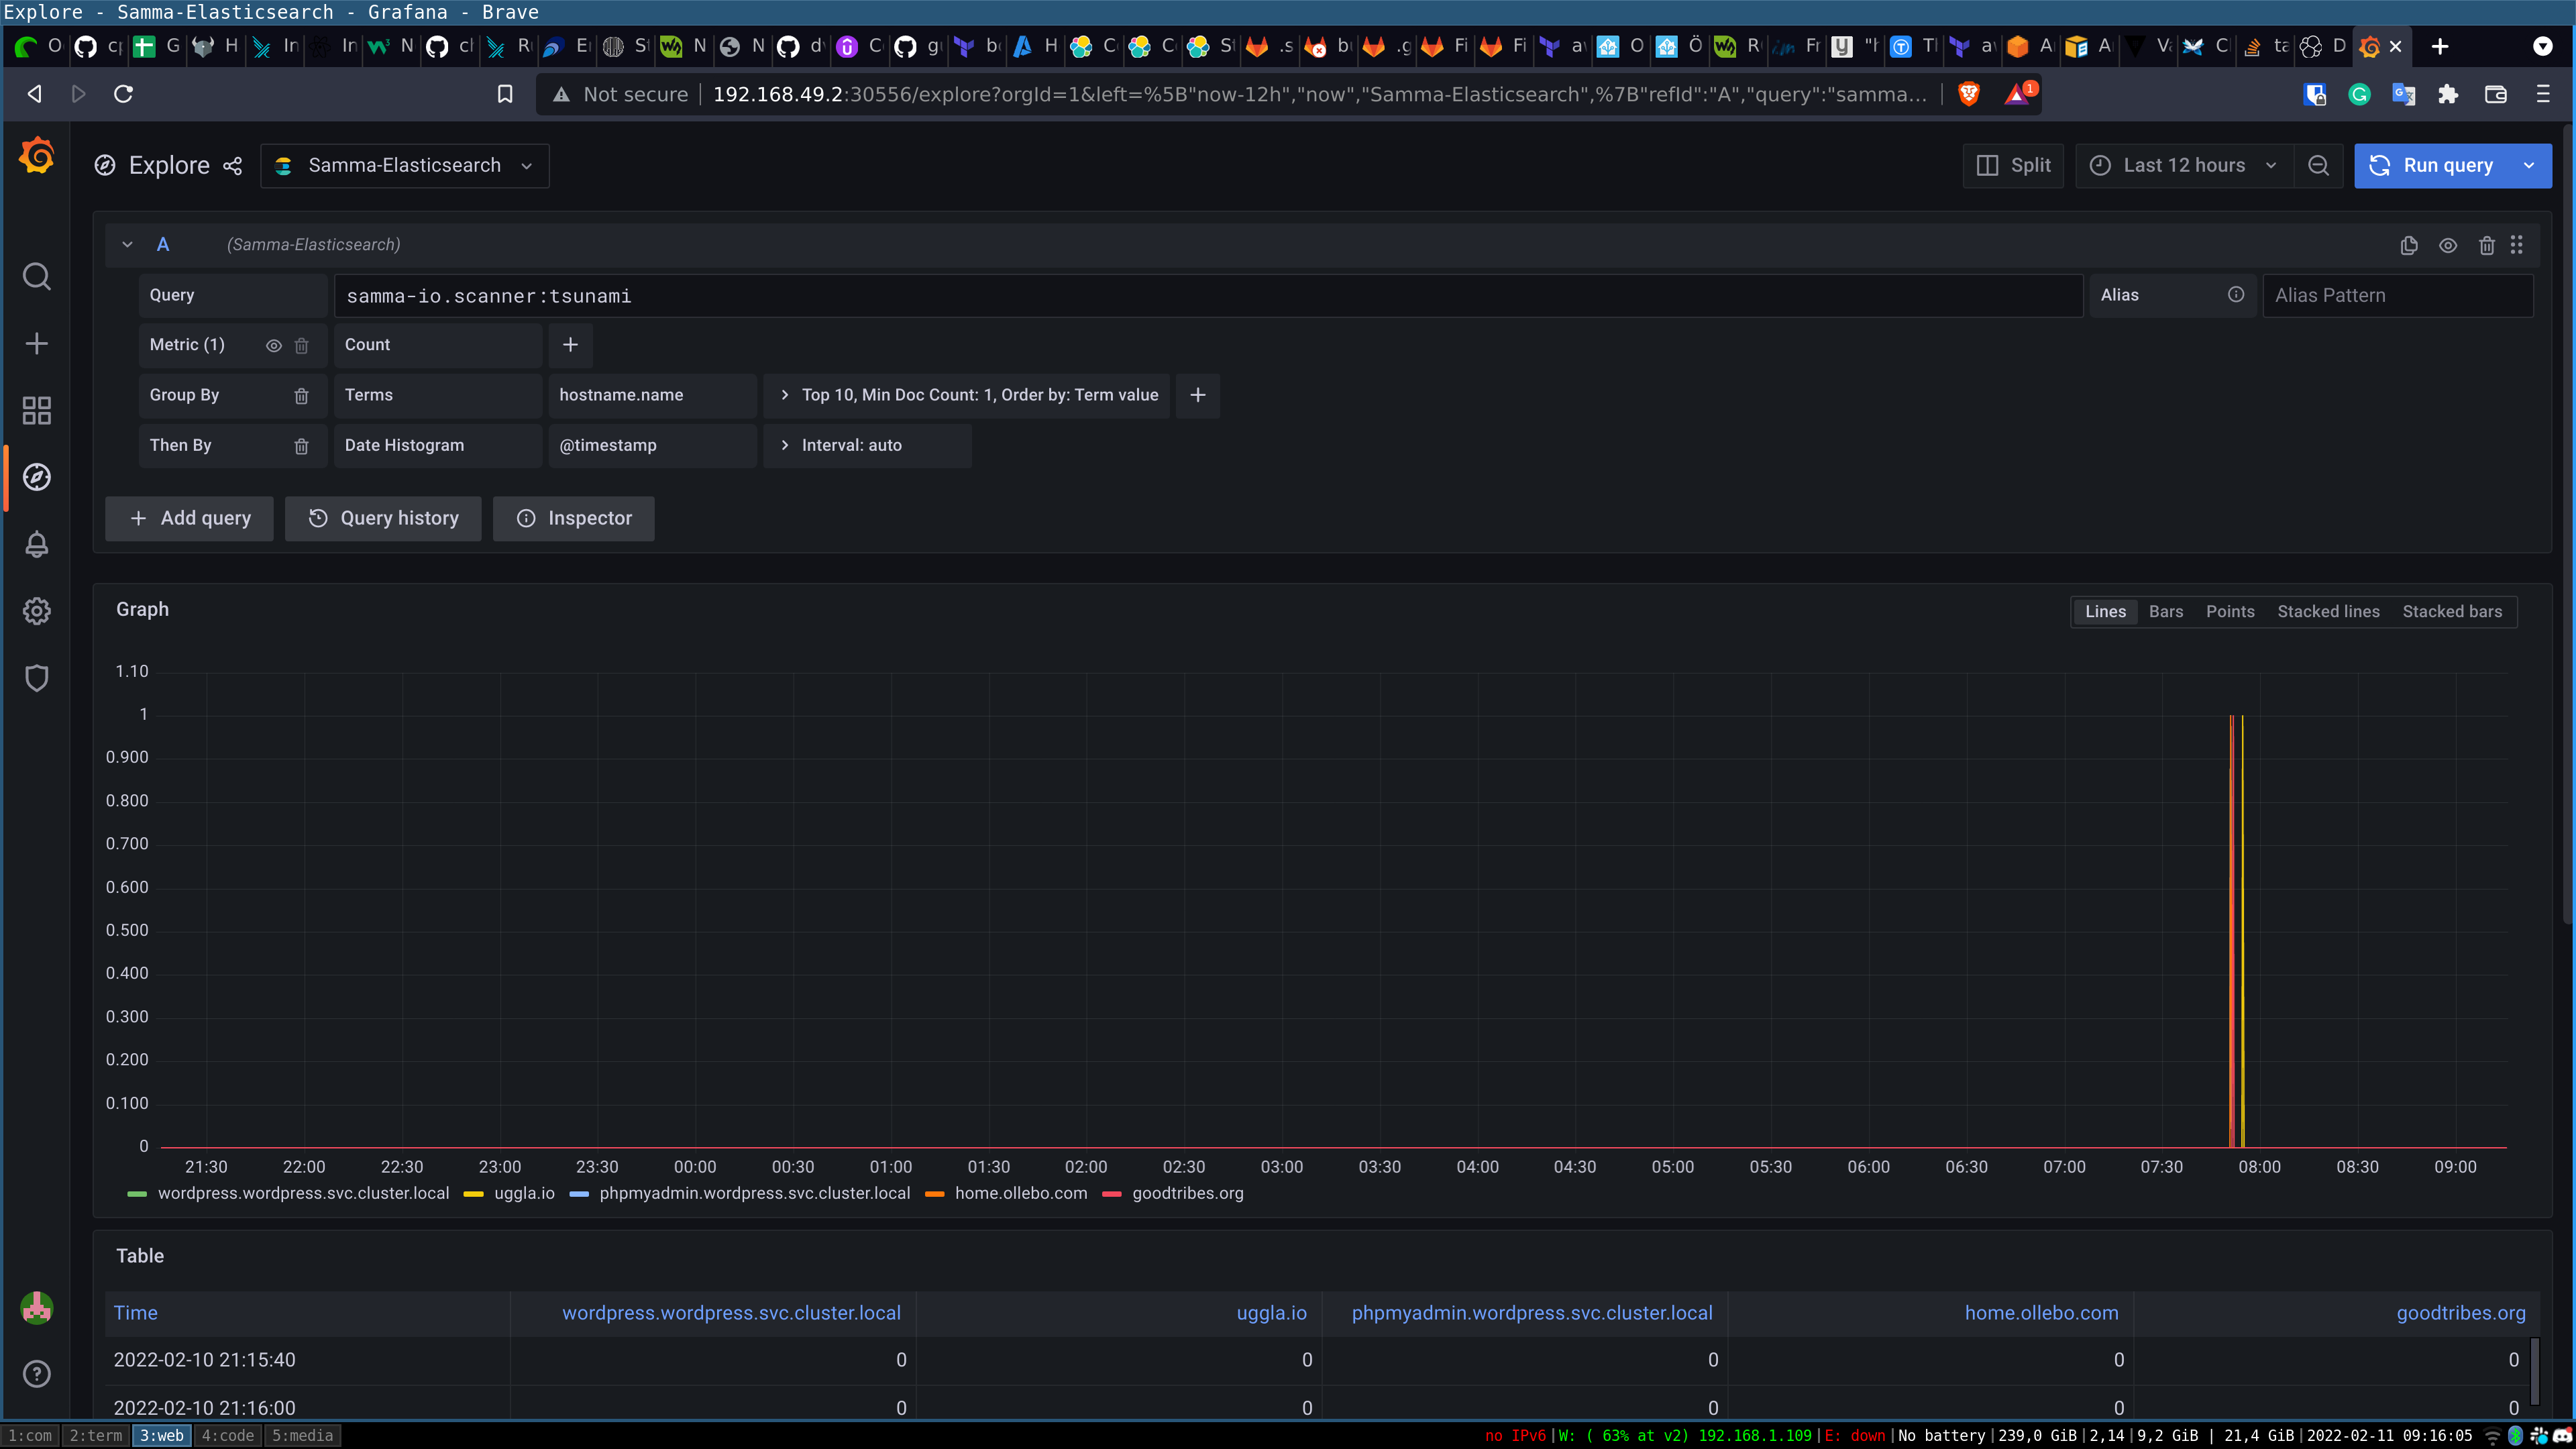 Explore - Samma-Elasticsearch - Grafana - Brave
Not secure 192.168.49.2:30556/explore?orgId=1&left=%5B"now-12h","now","Samma-Elasticsearch",%7B"refId":"A","query":"samma... 1
Explore Samma-Elasticsearch Split Last 12 hours Run query
A (Samma-Elasticsearch)
Query samma-io.scanner:tsunami Alias Alias Pattern
Metric (1) Count
Group By Terms hostname.name Top 10, Min Doc Count: 1, Order by: Term value
Then By Date Histogram @timestamp Interval: auto
Add query Query history Inspector
Graph Lines Bars Points Stacked lines Stacked bars
1.10
1
0.900
0.800
0.700
0.600
0.500
0.400
0.300
0.200
0.100
0
21:30 22:00 22:30 23:00 23:30 00:00 00:30 01:00 01:30 02:00 02:30 03:00 03:30 04:00 04:30 05:00 05:30 06:00 06:30 07:00 07:30 08:00 08:30 09:00
wordpress.wordpress.svc.cluster.local uggla.io phpmyadmin.wordpress.svc.cluster.local home.ollebo.com goodtribes.org
Table
Time wordpress.wordpress.svc.cluster.local uggla.io phpmyadmin.wordpress.svc.cluster.local home.ollebo.com goodtribes.org
2022-02-10 21:15:40 0 0 0 0 0
2022-02-10 21:16:00 0 0 0 0 0
1:com 2:term 3:web 4:code 5:media no IPv6|W: ( 63% at v2) 192.168.1.109|E: down|No battery|239,0 GiB|2,14|9,2 GiB | 21,4 GiB|2022-02-11 09:16:05